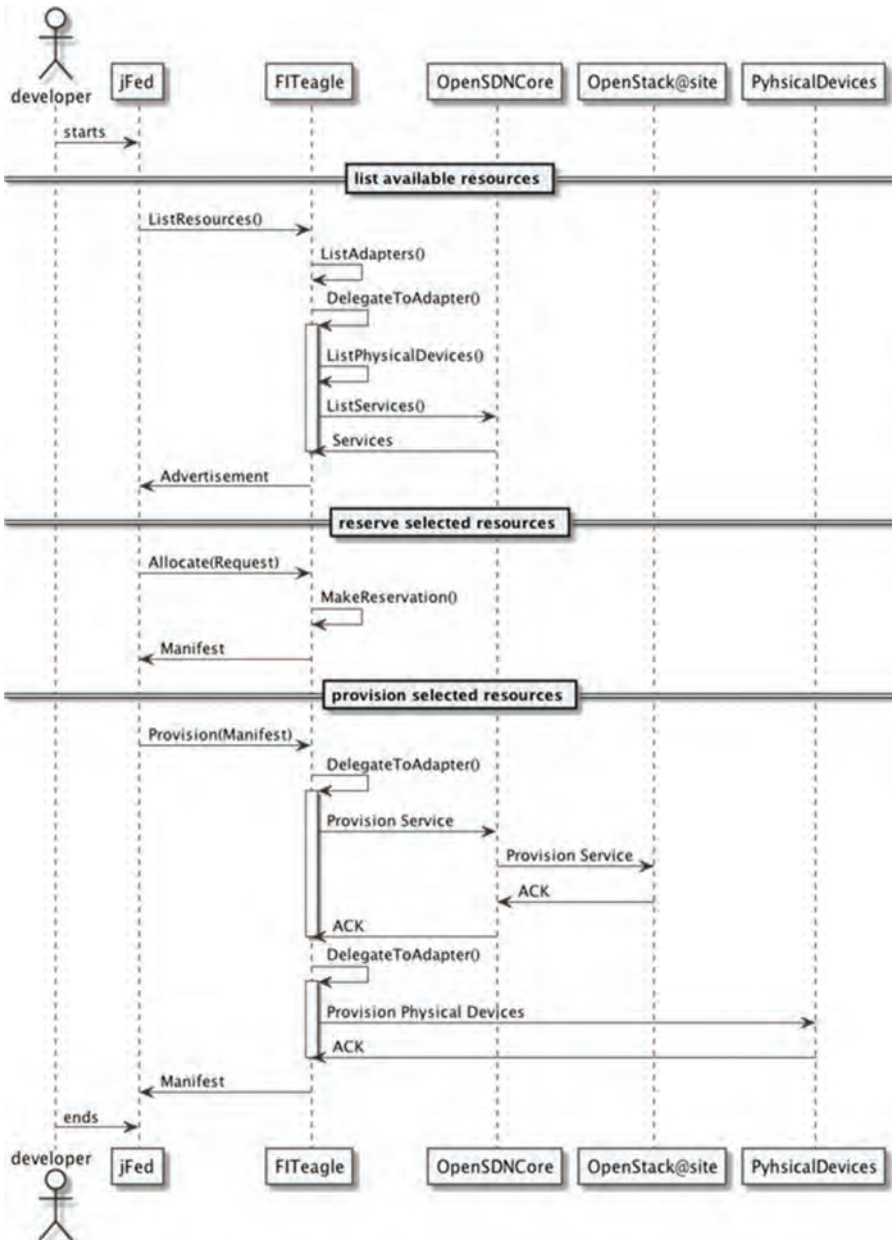 developer
jFed
FITeagle
OpenSDNCore
OpenStack@site
PyhsicalDevices
starts
list available resources
ListResources()
ListAdapters()
DelegateToAdapter()
ListPhysicalDevices()
ListServices()
Services
Advertisement
reserve selected resources
Allocate(Request)
MakeReservation()
Manifest
provision selected resources
Provision(Manifest)
DelegateToAdapter()
Provision Service
Provision Service
ACK
ACK
DelegateToAdapter()
Provision Physical Devices
ACK
Manifest
ends
developer
jFed
FITeagle
OpenSDNCore
OpenStack@site
PyhsicalDevices